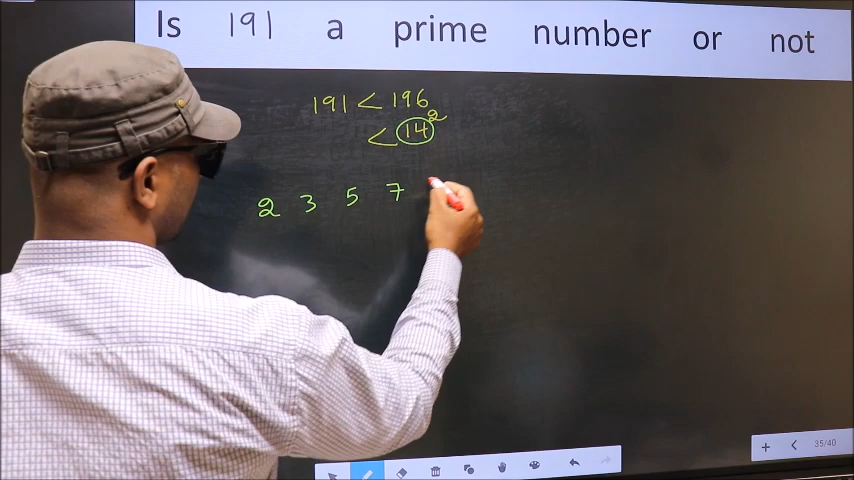 Is 191 a prime number or not
191 < 196
< 14²
2 3 5 7
35/40